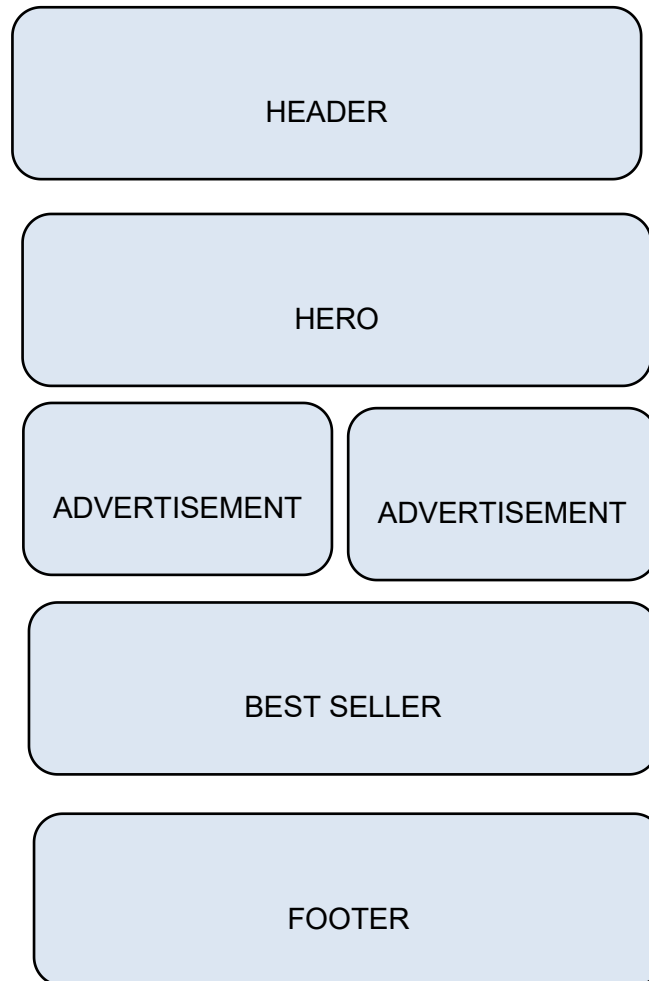 HEADER
HERO
ADVERTISEMENT
ADVERTISEMENT
BEST SELLER
FOOTER